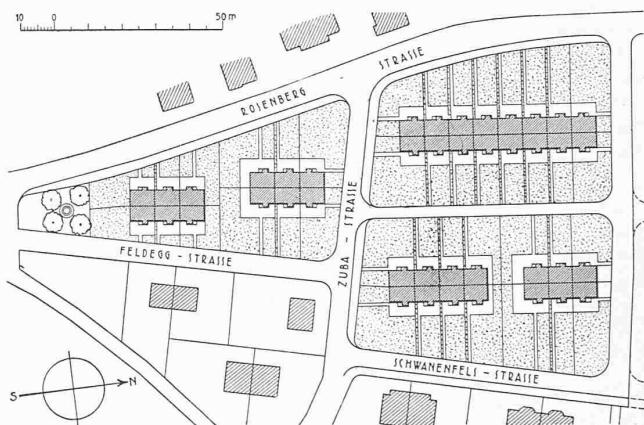 10 0 50 m
ROSENBERG STRASSE
ZUBA - STRASSE
FELDEGG - STRASSE
SCHWANENFELS - STRASSE
S N